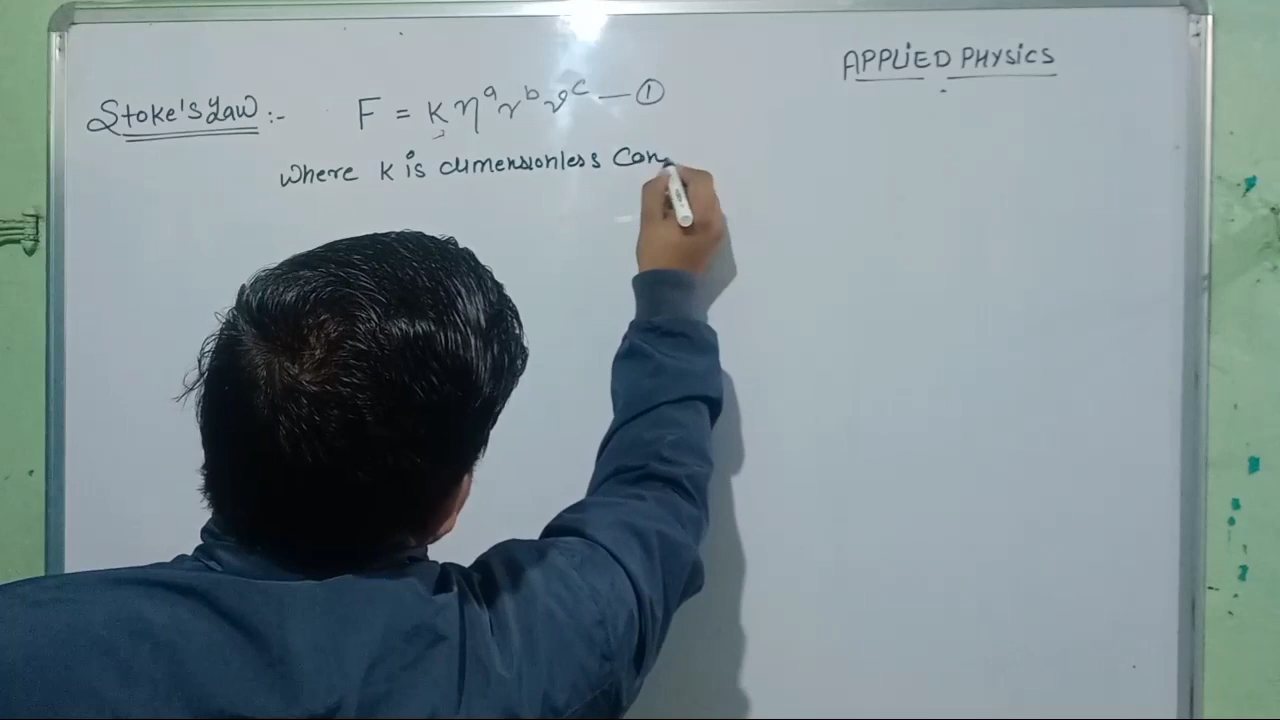 APPLIED PHYSICS
Stoke's Law :- F = K η^a r^b v^c — ①
Where K is dimensionless Con